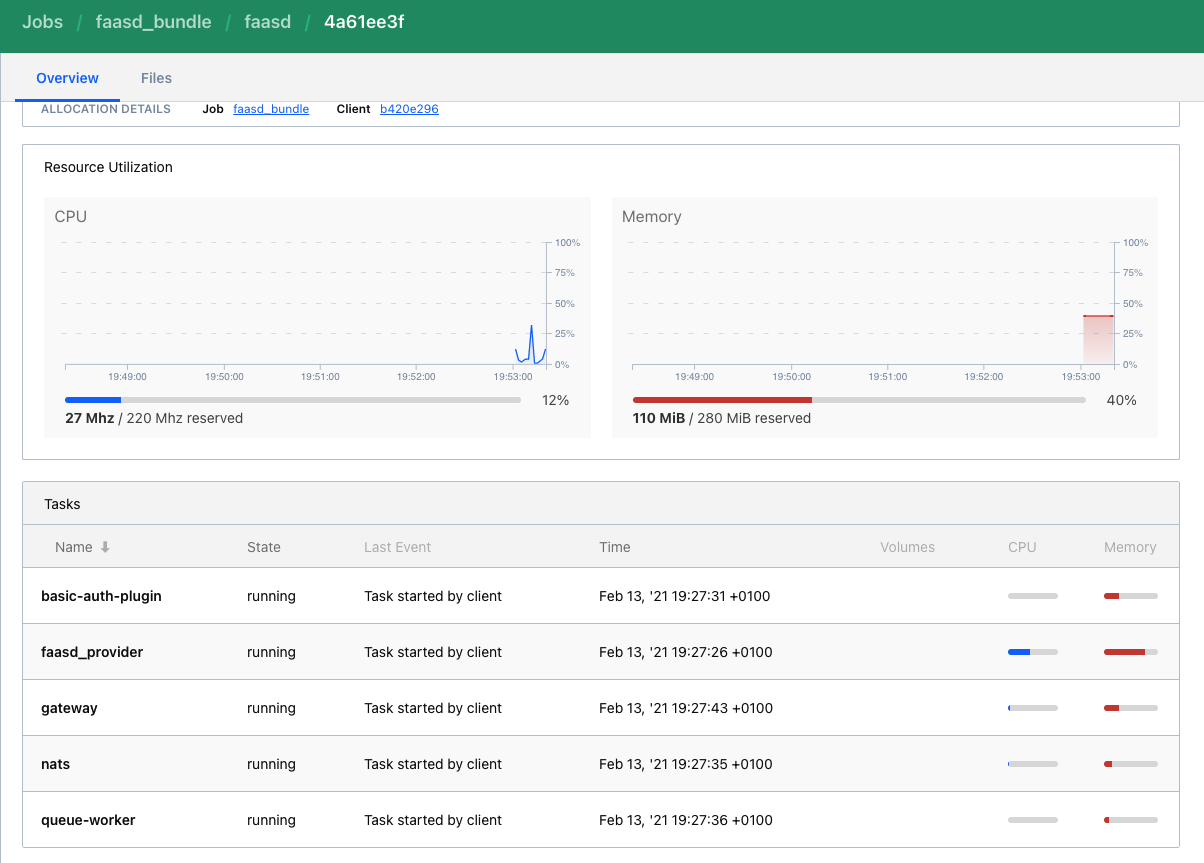 Jobs / faasd_bundle / faasd / 4a61ee3f
Overview Files
ALLOCATION DETAILS Job faasd_bundle Client b420e296
Resource Utilization
CPU
100%
75%
50%
25%
0%
19:49:00 19:50:00 19:51:00 19:52:00 19:53:00
12%
27 Mhz / 220 Mhz reserved
Memory
100%
75%
50%
25%
0%
19:49:00 19:50:00 19:51:00 19:52:00 19:53:00
40%
110 MiB / 280 MiB reserved
Tasks
Name State Last Event Time Volumes CPU Memory
basic-auth-plugin running Task started by client Feb 13, '21 19:27:31 +0100
faasd_provider running Task started by client Feb 13, '21 19:27:26 +0100
gateway running Task started by client Feb 13, '21 19:27:43 +0100
nats running Task started by client Feb 13, '21 19:27:35 +0100
queue-worker running Task started by client Feb 13, '21 19:27:36 +0100